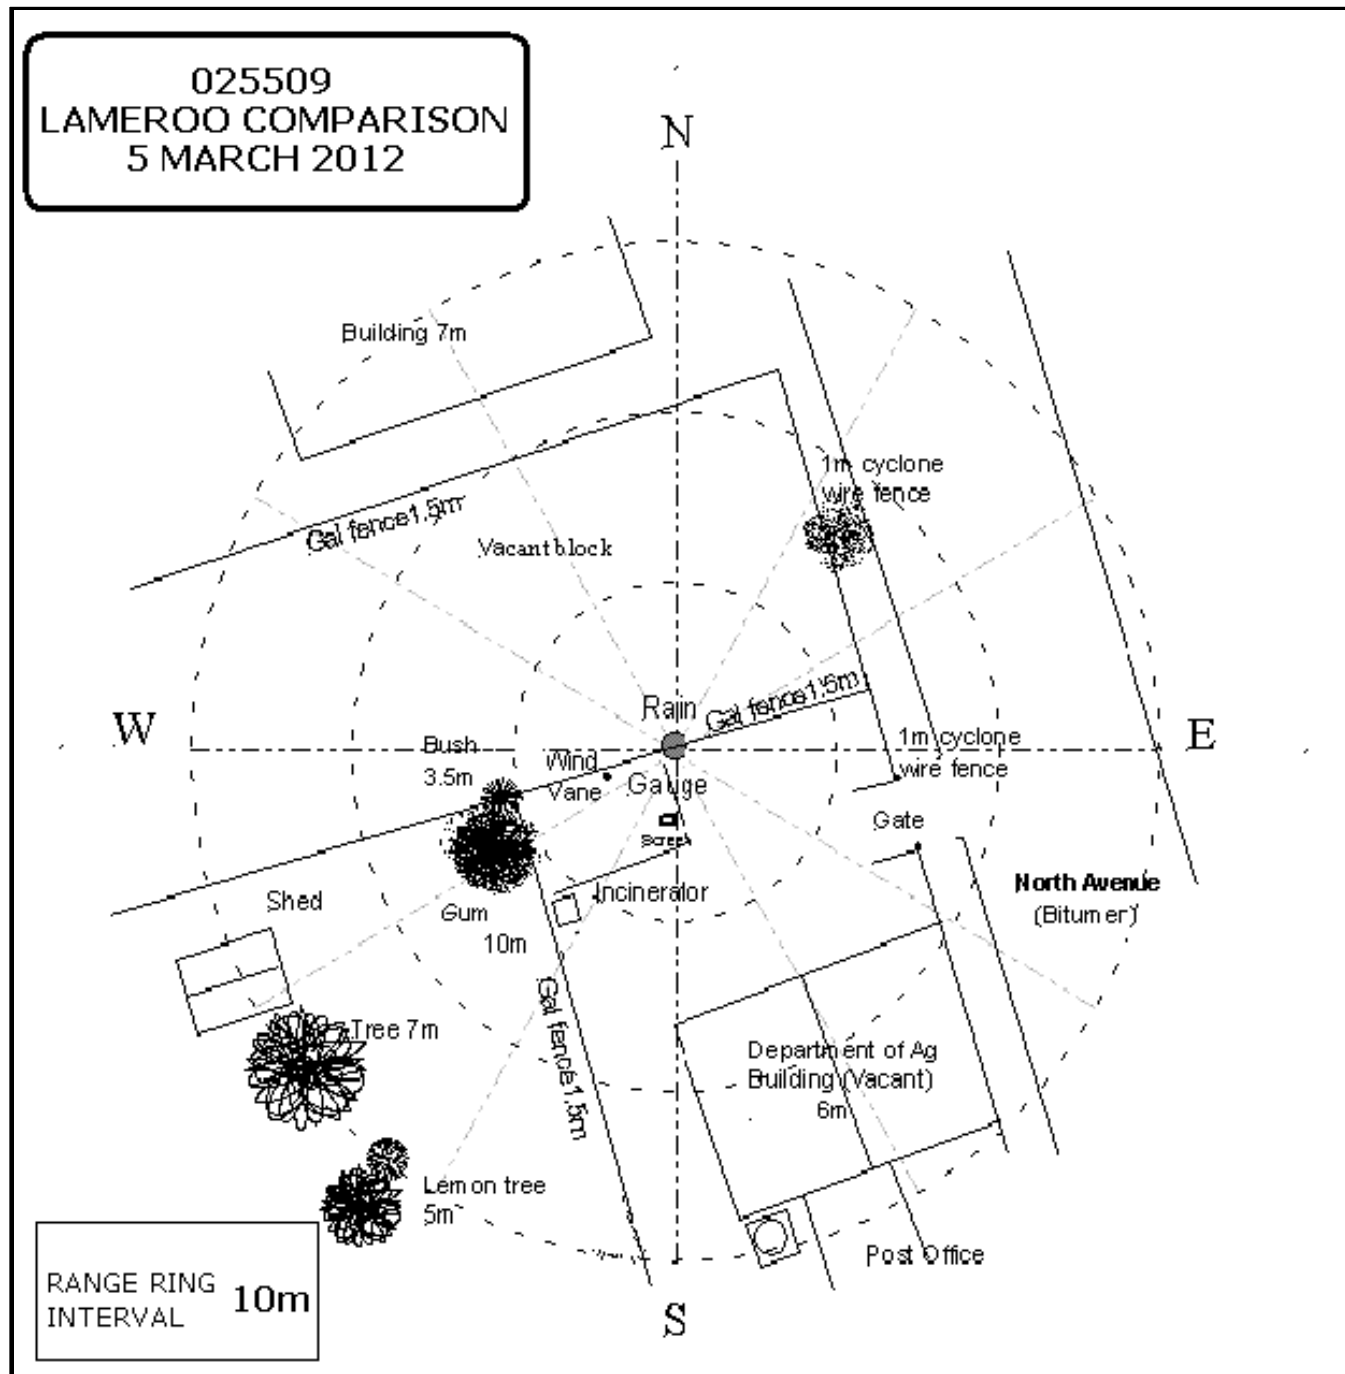 025509
LAMEROO COMPARISON
5 MARCH 2012
N
Building 7m
1m cyclone
wire fence
Gal fence1.5m
Vacant block
Rain
Gal fence1.5m
W
E
Bush
3.5m
Wind
Vane
Gauge
1m cyclone
wire fence
Screen
Gate
Shed
Incinerator
North Avenue
(Bitumen)
Gum
10m
Gal fence1.5m
Tree 7m
Department of Ag
Building (Vacant)
6m
Lemon tree
5m
Post Office
RANGE RING
INTERVAL 10m
S